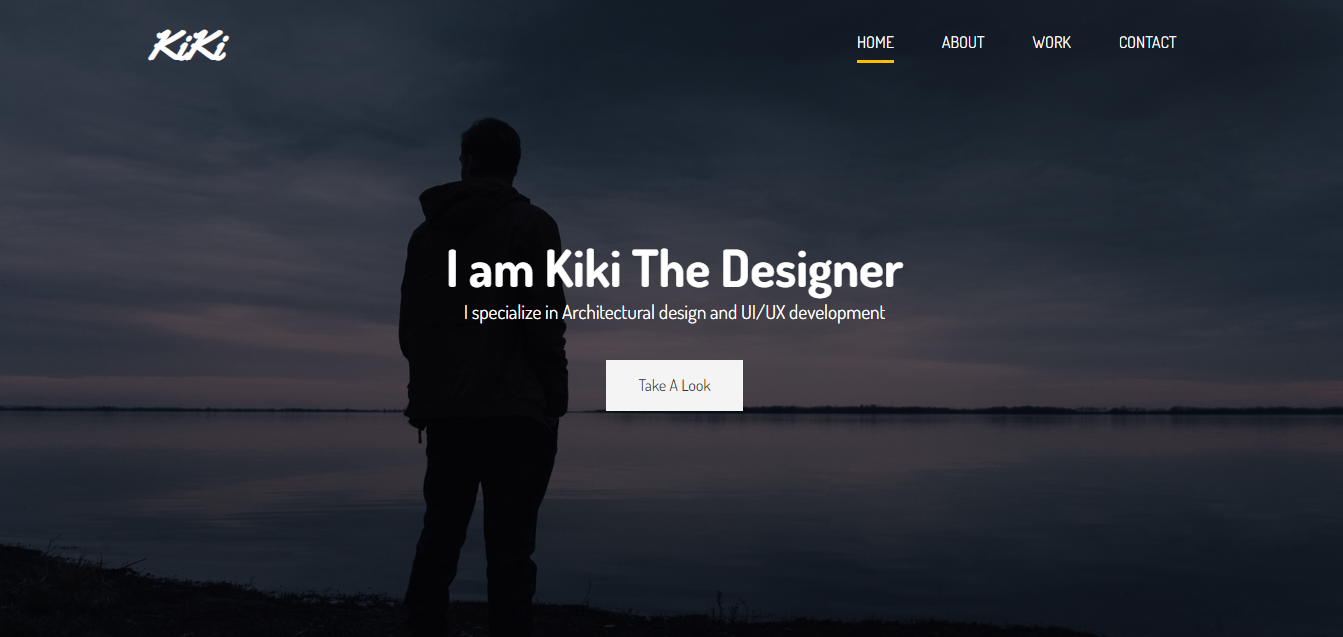 KiKi
HOME ABOUT WORK CONTACT
I am Kiki The Designer
I specialize in Architectural design and UI/UX development
Take A Look